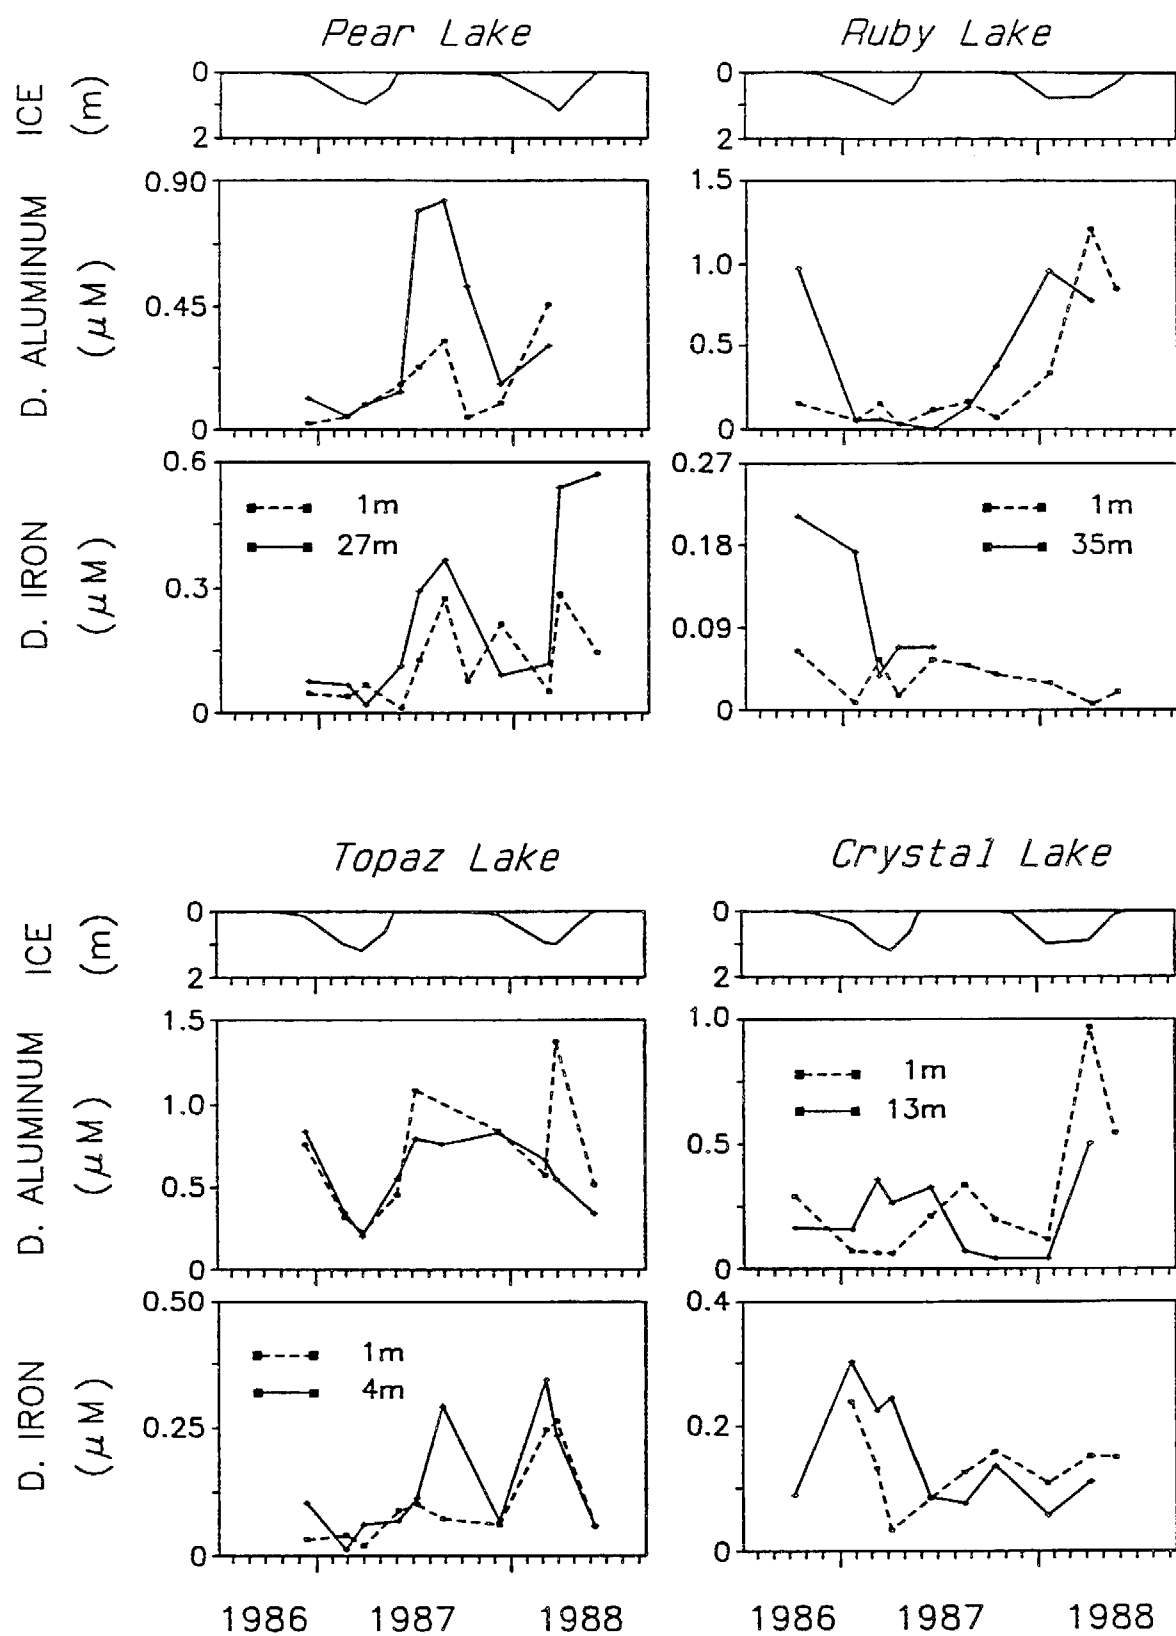 Pear Lake
Ruby Lake
ICE
(m)
0
2
0
2
D. ALUMINUM
(μM)
0.90
0.45
0
1.5
1.0
0.5
0
D. IRON
(μM)
0.6
0.3
0
1m
27m
0.27
0.18
0.09
0
1m
35m
Topaz Lake
Crystal Lake
ICE
(m)
0
2
0
2
D. ALUMINUM
(μM)
1.5
1.0
0.5
0
1.0
0.5
0
1m
13m
D. IRON
(μM)
0.50
0.25
0
1m
4m
0.4
0.2
0
1986 1987 1988
1986 1987 1988